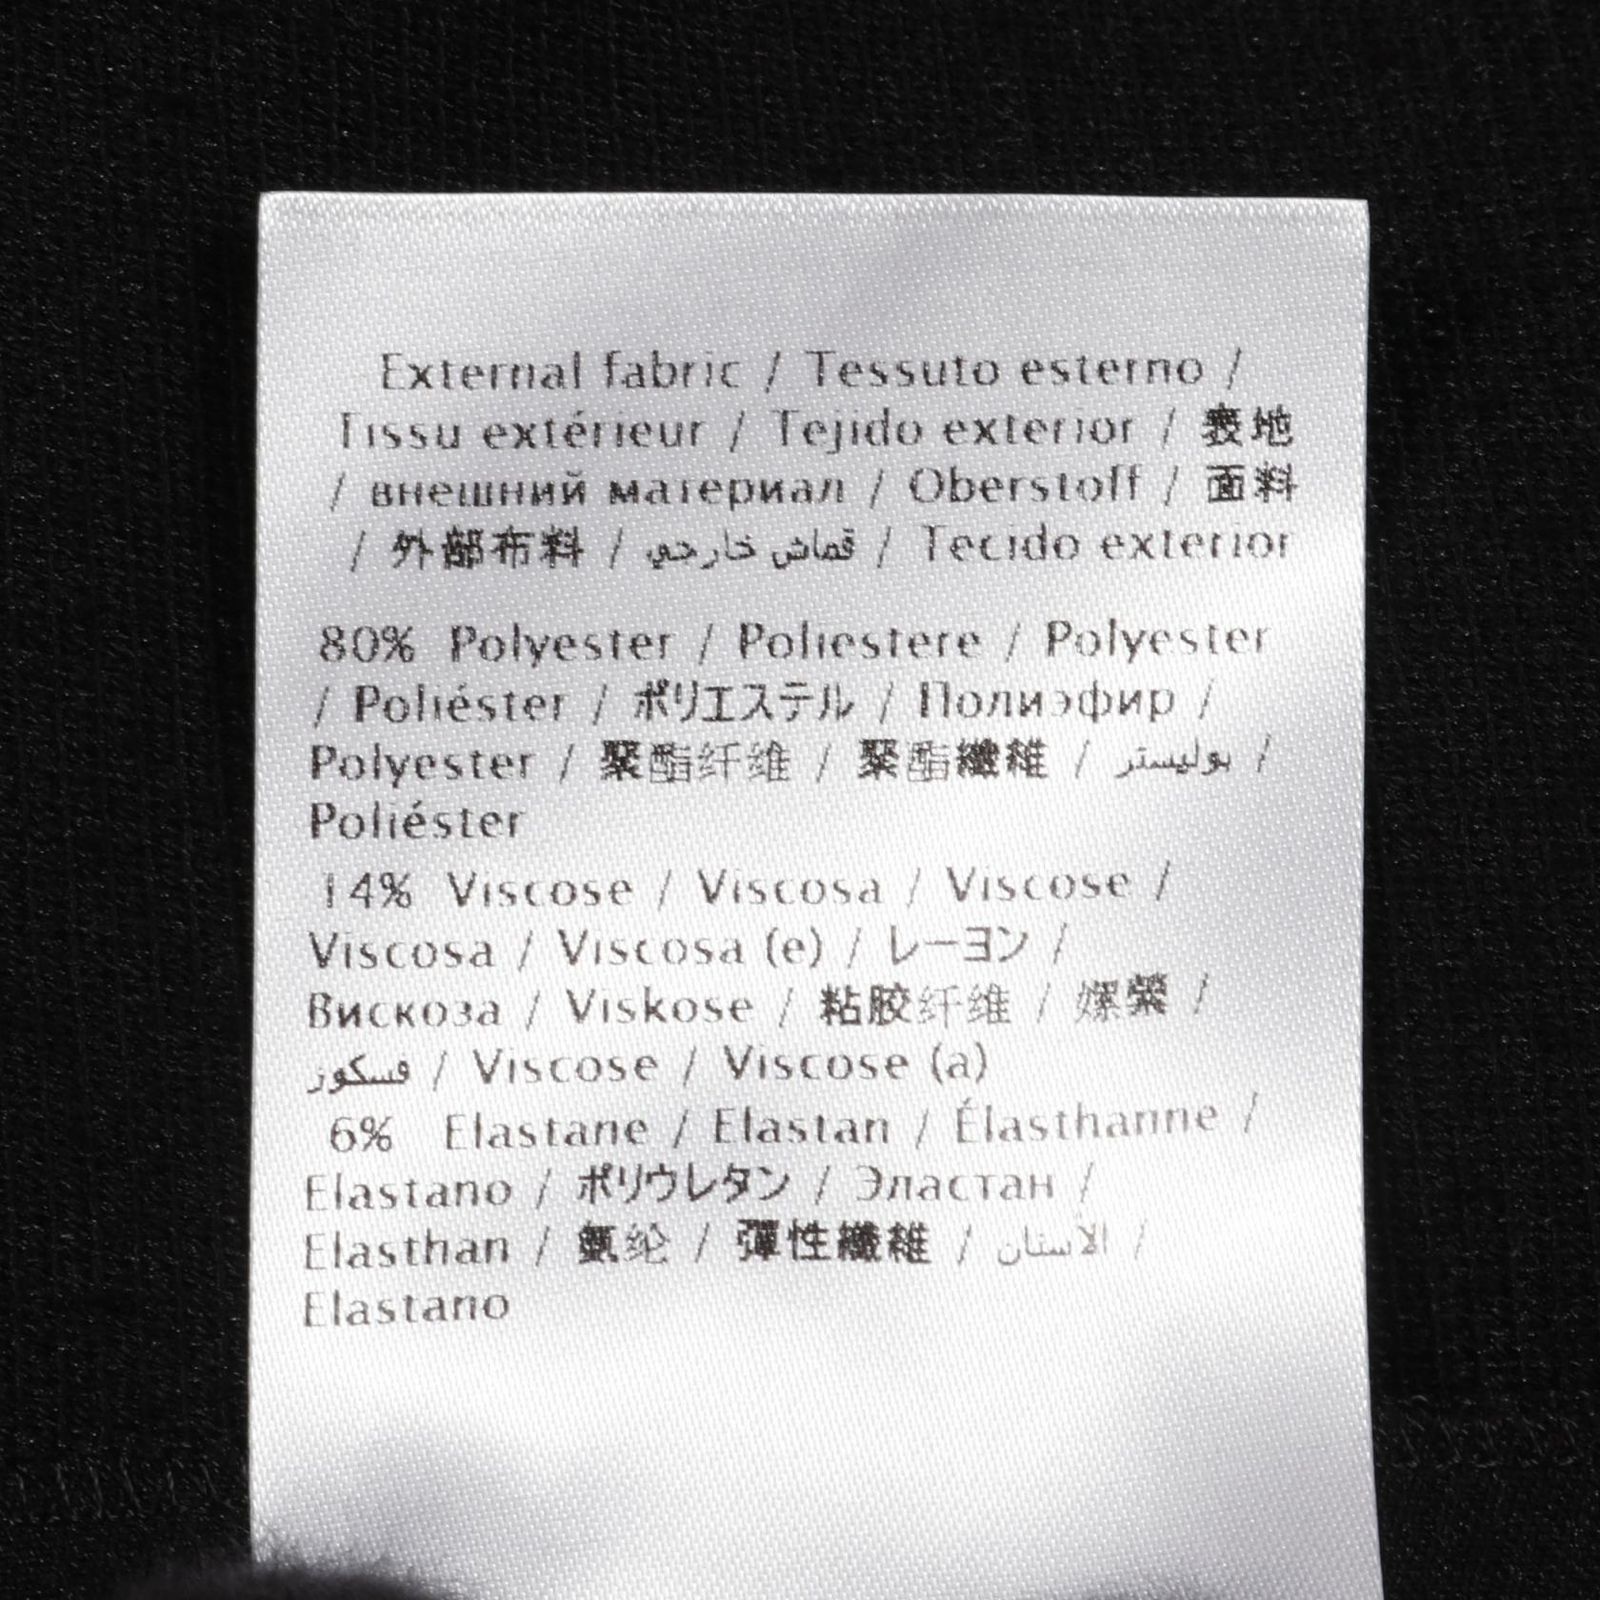 External fabric / Tessuto esterno /
Tissu extérieur / Tejido exterior / 表地
/ внешний материал / Oberstoff / 面料
/ 外部布料 / قماش خارجي / Tecido exterior
80% Polyester / Poliestere / Polyester
/ Poliéster / ポリエステル / Полиэфир /
Polyester / 聚酯纤维 / 聚酯纖維 / بوليستر /
Poliéster
14% Viscose / Viscosa / Viscose /
Viscosa / Viscosa (e) / レーヨン /
Вискоза / Viskose / 粘胶纤维 / 嫘縈 /
فسكوز / Viscose / Viscose (a)
6% Elastane / Elastan / Élasthanne /
Elastano / ポリウレタン / Эластан /
Elasthan / 氨纶 / 彈性纖維 / الاستان /
Elastano